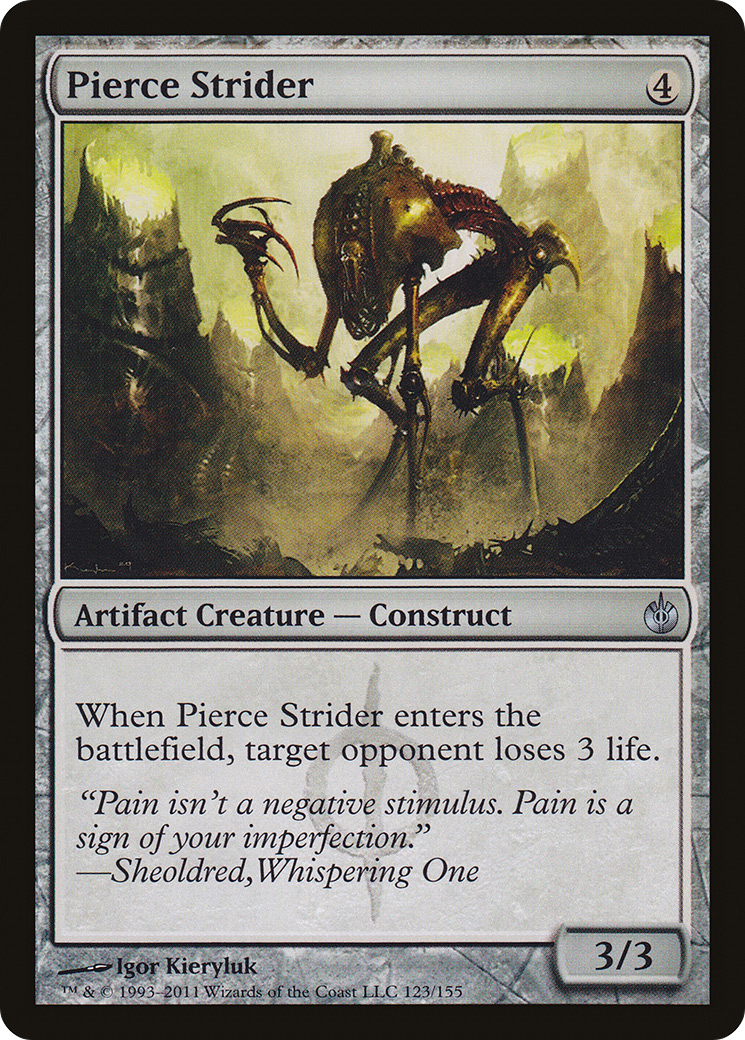 Pierce Strider
4
Artifact Creature — Construct
When Pierce Strider enters the
battlefield, target opponent loses 3 life.
“Pain isn’t a negative stimulus. Pain is a
sign of your imperfection.”
—Sheoldred, Whispering One
3/3
Igor Kieryluk
™ & © 1993–2011 Wizards of the Coast LLC 123/155